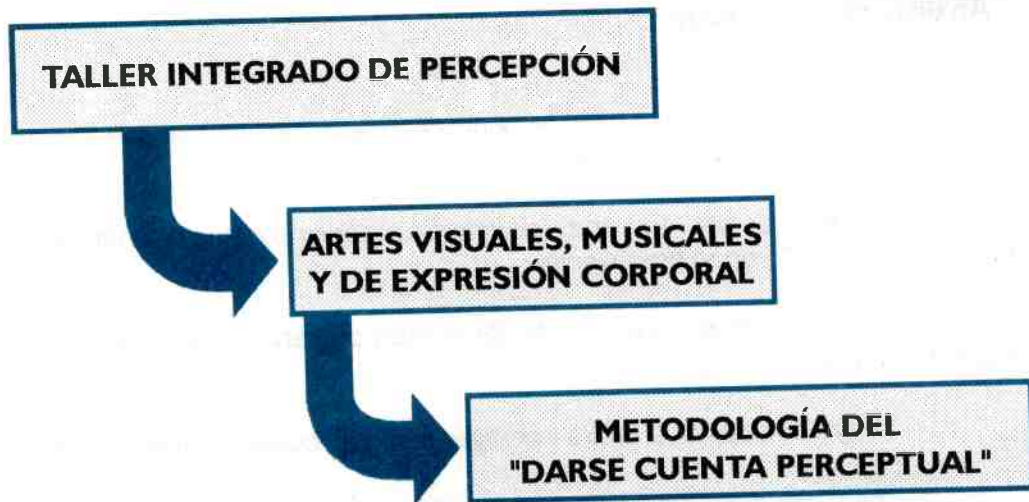 TALLER INTEGRADO DE PERCEPCIÓN
ARTES VISUALES, MUSICALES
Y DE EXPRESIÓN CORPORAL
METODOLOGÍA DEL
"DARSE CUENTA PERCEPTUAL"